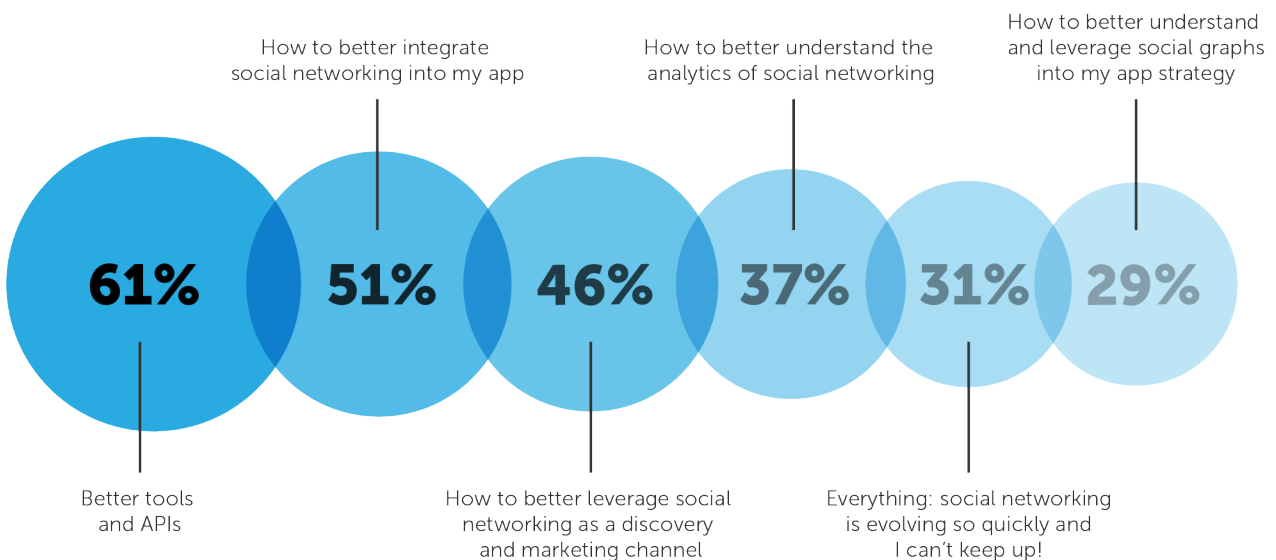 How to better integrate
social networking into my app
How to better understand the
analytics of social networking
How to better understand
and leverage social graphs
into my app strategy
61%
51%
46%
37%
31%
29%
Better tools
and APIs
How to better leverage social
networking as a discovery
and marketing channel
Everything: social networking
is evolving so quickly and
I can't keep up!